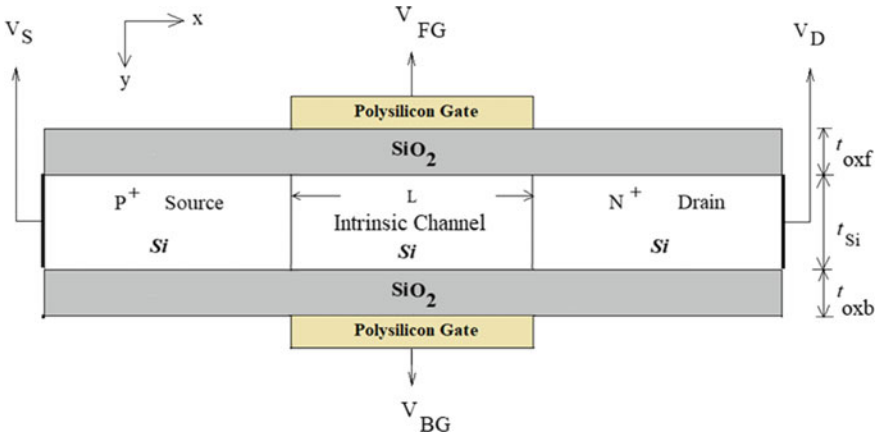 V_S
x
y
V_FG
V_D
Polysilicon Gate
SiO₂
t_oxf
P⁺ Source
L
N⁺ Drain
Intrinsic Channel
Si
Si
Si
t_Si
SiO₂
t_oxb
Polysilicon Gate
V_BG